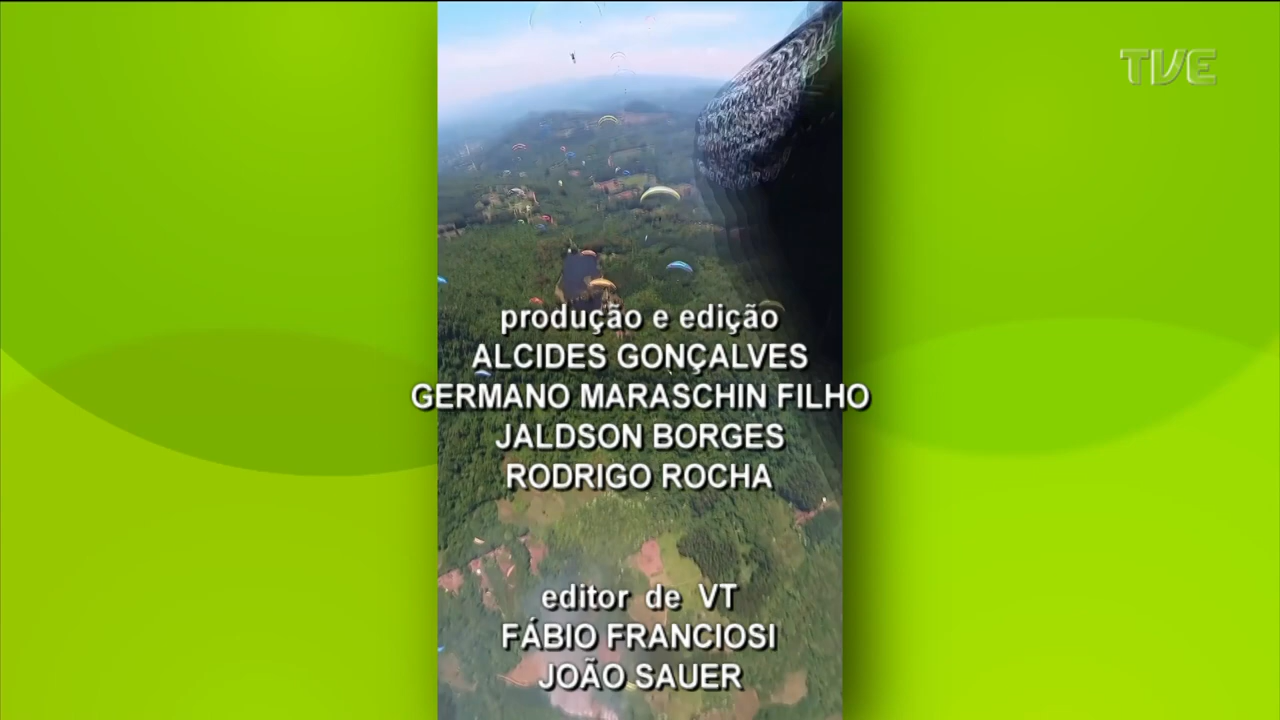 TVE
produção e edição
ALCIDES GONÇALVES
GERMANO MARASCHIN FILHO
JALDSON BORGES
RODRIGO ROCHA
editor de VT
FÁBIO FRANCIOSI
JOÃO SAUER